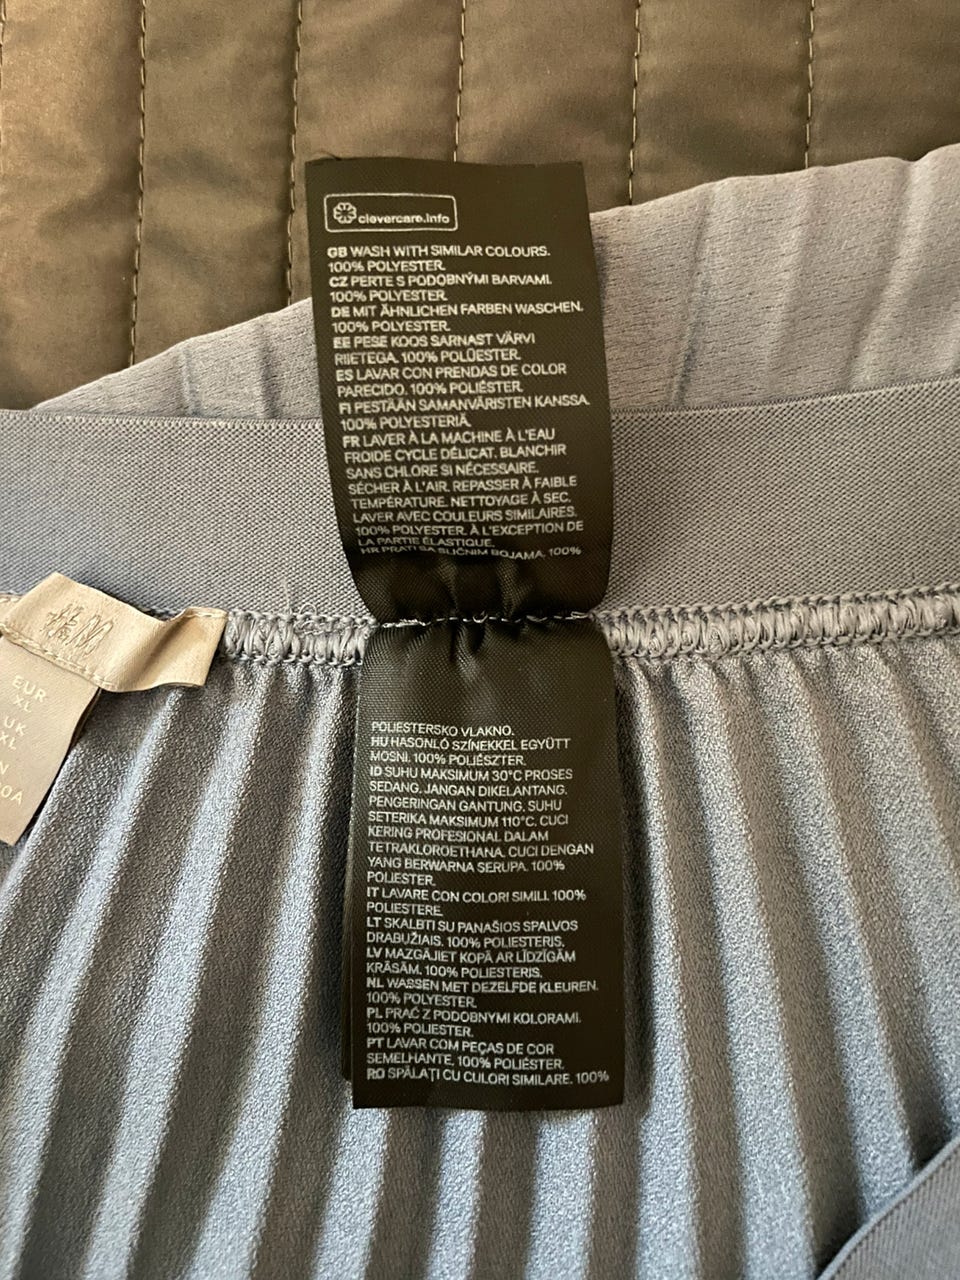 clevercare.info
GB WASH WITH SIMILAR COLOURS.
100% POLYESTER.
CZ PERTE S PODOBNÝMI BARVAMI.
100% POLYESTER.
DE MIT ÄHNLICHEN FARBEN WASCHEN.
100% POLYESTER.
EE PESE KOOS SARNAST VÄRVI
RIIETEGA. 100% POLÜESTER.
ES LAVAR CON PRENDAS DE COLOR
PARECIDO. 100% POLIÉSTER.
FI PESTÄÄN SAMANVÄRISTEN KANSSA.
100% POLYESTERIÄ.
FR LAVER À LA MACHINE À L'EAU
FROIDE CYCLE DÉLICAT. BLANCHIR
SANS CHLORE SI NÉCESSAIRE.
SÉCHER À L'AIR. REPASSER À FAIBLE
TEMPÉRATURE. NETTOYAGE À SEC.
LAVER AVEC COULEURS SIMILAIRES.
100% POLYESTER. À L'EXCEPTION DE
LA PARTIE ÉLASTIQUE.
HR PRATI SA SLIČNIM BOJAMA. 100%
POLIESTERSKO VLAKNO.
HU HASONLÓ SZÍNEKKEL EGYÜTT
MOSNI. 100% POLIÉSZTER.
ID SUHU MAKSIMUM 30°C PROSES
SEDANG. JANGAN DIKELANTANG.
PENGERINGAN GANTUNG. SUHU
SETERIKA MAKSIMUM 110°C. CUCI
KERING PROFESIONAL DALAM
TETRAKLOROETHANA. CUCI DENGAN
YANG BERWARNA SERUPA. 100%
POLIESTER.
IT LAVARE CON COLORI SIMILI. 100%
POLIESTERE.
LT SKALBTI SU PANAŠIOS SPALVOS
DRABUŽIAIS. 100% POLIESTERIS.
LV MAZGĀJIET KOPĀ AR LĪDZĪGĀM
KRĀSĀM. 100% POLIESTERIS.
NL WASSEN MET DEZELFDE KLEUREN.
100% POLYESTER.
PL PRAĆ Z PODOBNYMI KOLORAMI.
100% POLIESTER.
PT LAVAR COM PEÇAS DE COR
SEMELHANTE. 100% POLIÉSTER.
RO SPĂLAȚI CU CULORI SIMILARE. 100%
H&M
EUR
XL
UK
XL